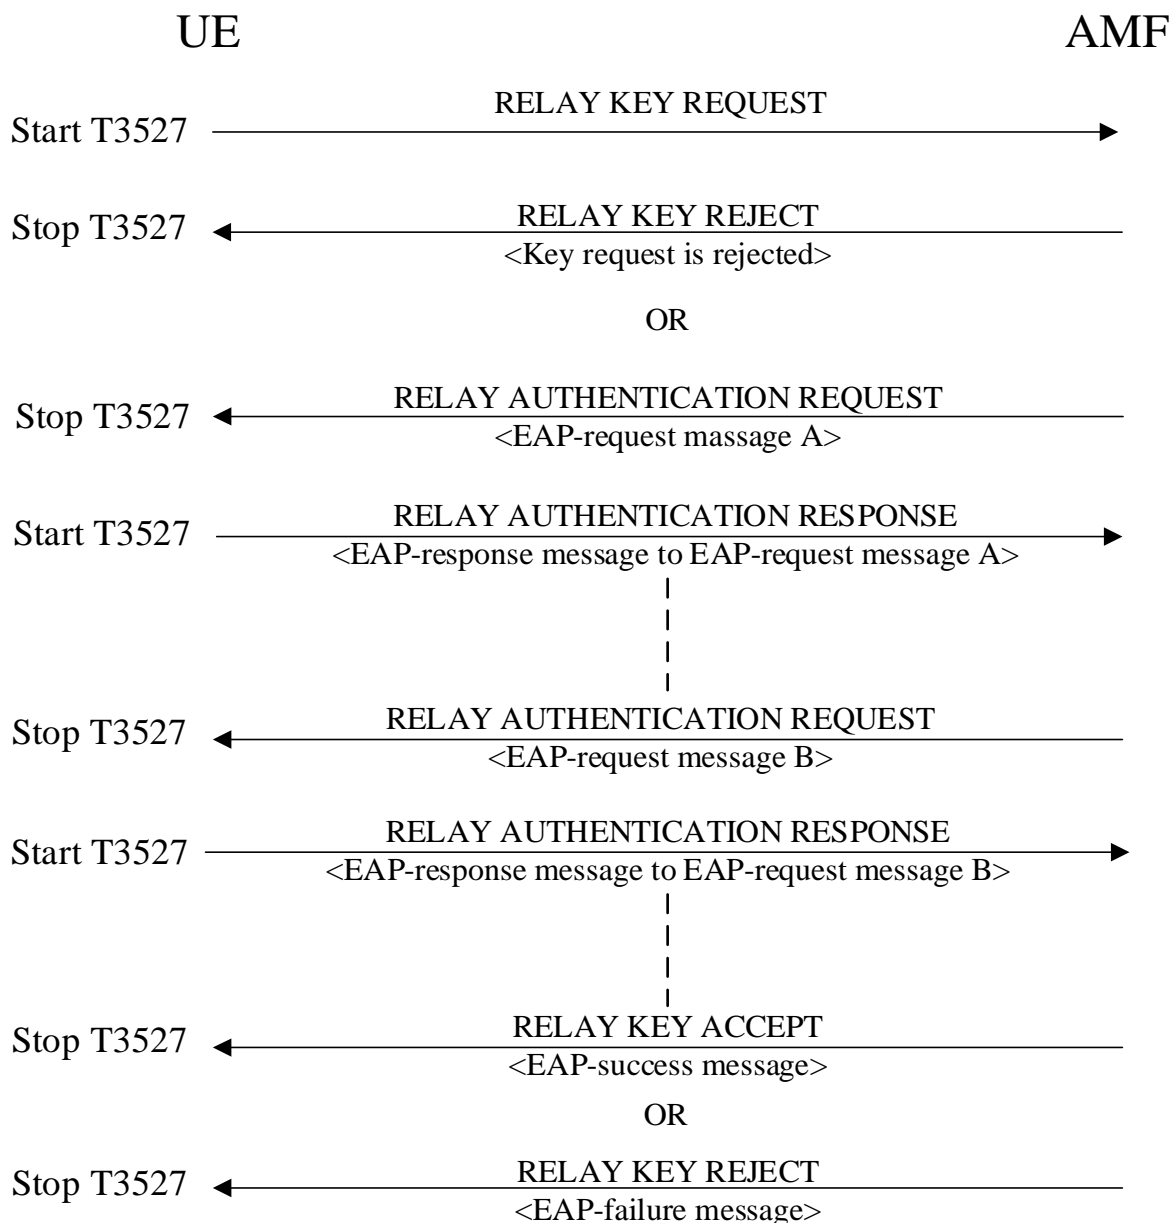 UE AMF
RELAY KEY REQUEST
Start T3527
RELAY KEY REJECT
Stop T3527
<Key request is rejected>
OR
RELAY AUTHENTICATION REQUEST
Stop T3527
<EAP-request massage A>
RELAY AUTHENTICATION RESPONSE
Start T3527
<EAP-response message to EAP-request message A>
RELAY AUTHENTICATION REQUEST
Stop T3527
<EAP-request message B>
RELAY AUTHENTICATION RESPONSE
Start T3527
<EAP-response message to EAP-request message B>
RELAY KEY ACCEPT
Stop T3527
<EAP-success message>
OR
RELAY KEY REJECT
Stop T3527
<EAP-failure message>